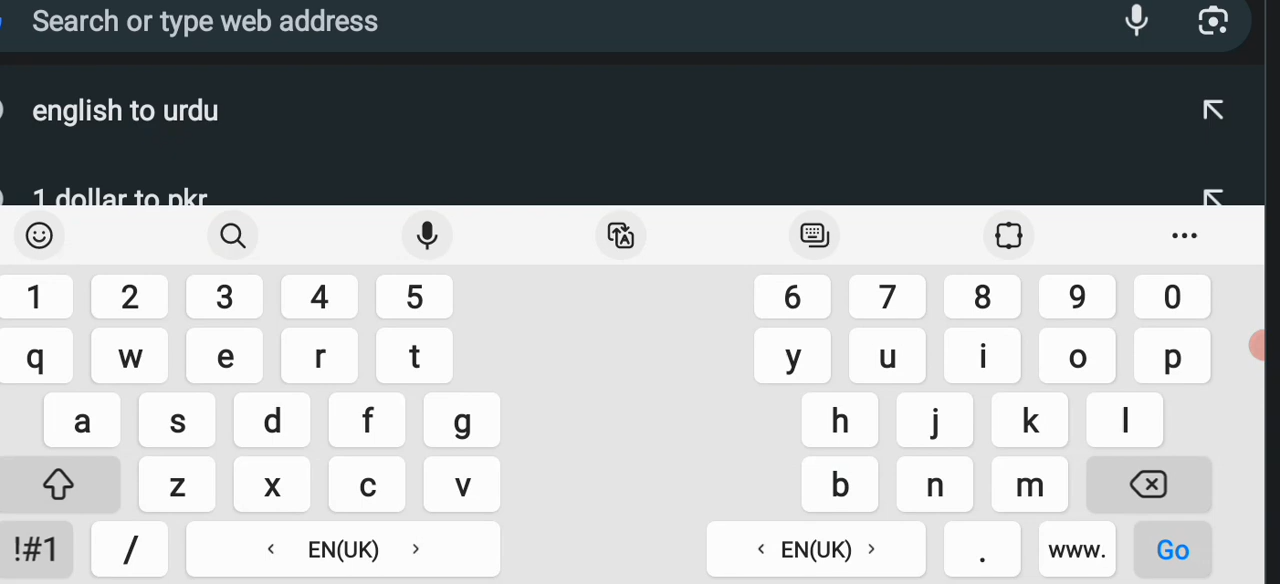 Search or type web address
english to urdu
1 dollar to pkr
1 2 3 4 5 6 7 8 9 0
q w e r t y u i o p
a s d f g h j k l
z x c v b n m
!#1 / < EN(UK) > < EN(UK) > . www. Go